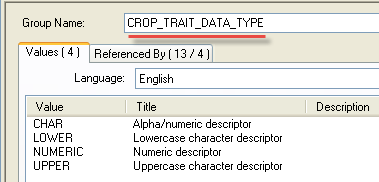 Group Name: CROP_TRAIT_DATA_TYPE
Values ( 4 ) Referenced By ( 13 / 4 )
Language: English
Value Title Description
CHAR Alpha/numeric descriptor
LOWER Lowercase character descriptor
NUMERIC Numeric descriptor
UPPER Uppercase character descriptor